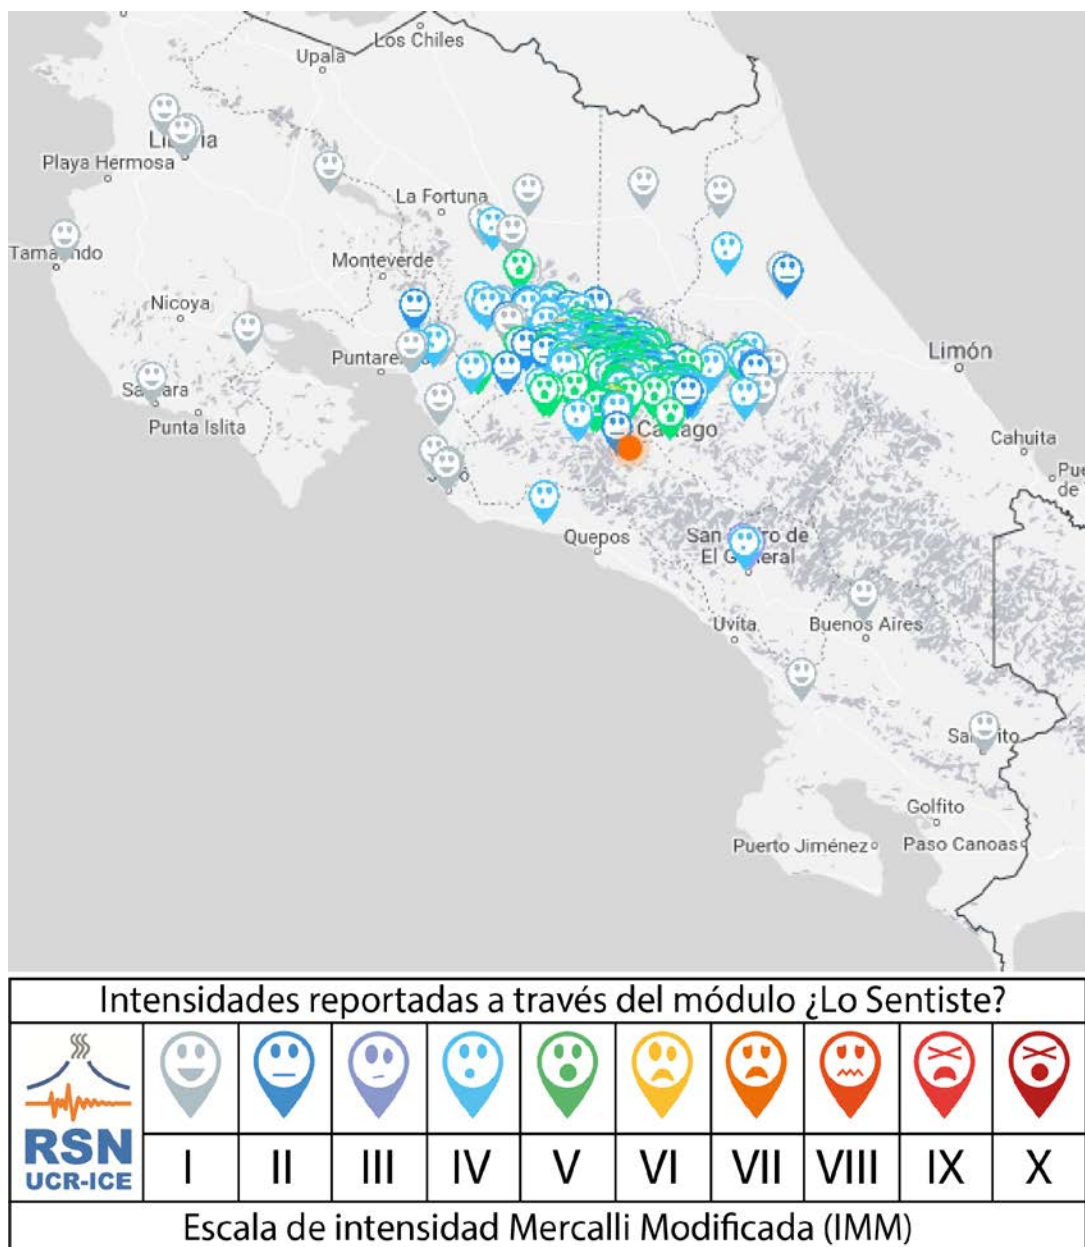 Los Chiles
Upala
Playa Hermosa
La Fortuna
Monteverde
Nicoya
Limón
Punta Islita
Cahuita
Quepos
Uvita
Buenos Aires
Golfito
Puerto Jiménez
Paso Canoas
El General
Intensidades reportadas a través del módulo ¿Lo Sentiste?
RSN
UCR-ICE
I II III IV V VI VII VIII IX X
Escala de intensidad Mercalli Modificada (IMM)